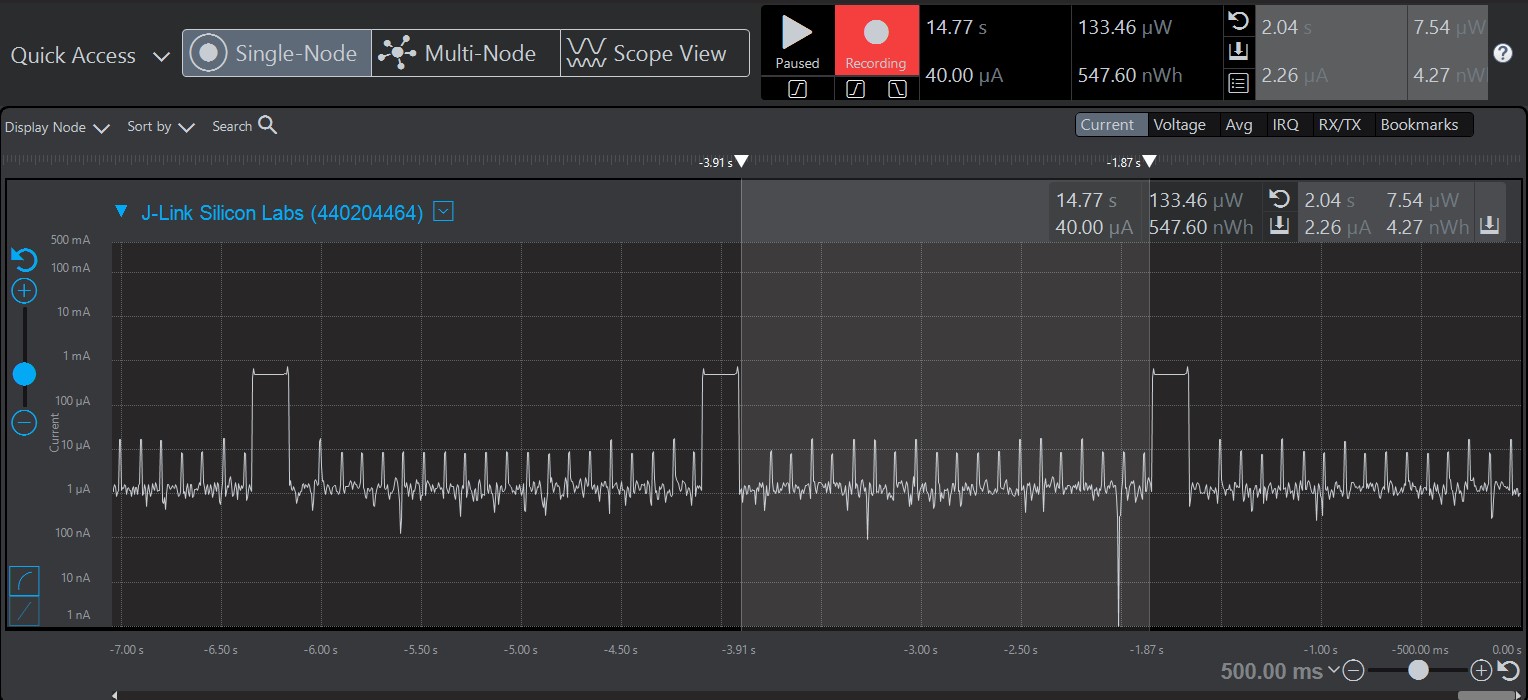 Quick Access
Single-Node
Multi-Node
Scope View
Paused
Recording
14.77 s
133.46 µW
40.00 µA
547.60 nWh
2.04 s
7.54 µW
2.26 µA
4.27 nW
?
Display Node
Sort by
Search
Current
Voltage
Avg
IRQ
RX/TX
Bookmarks
-3.91 s
-1.87 s
J-Link Silicon Labs (440204464)
14.77 s
133.46 µW
2.04 s
7.54 µW
40.00 µA
547.60 nWh
2.26 µA
4.27 nWh
500 mA
100 mA
10 mA
1 mA
100 µA
10 µA
1 µA
100 nA
10 nA
1 nA
Current
-7.00 s
-6.50 s
-6.00 s
-5.50 s
-5.00 s
-4.50 s
-3.91 s
-3.00 s
-2.50 s
-1.87 s
-1.00 s
-500.00 ms
0.00 s
500.00 ms